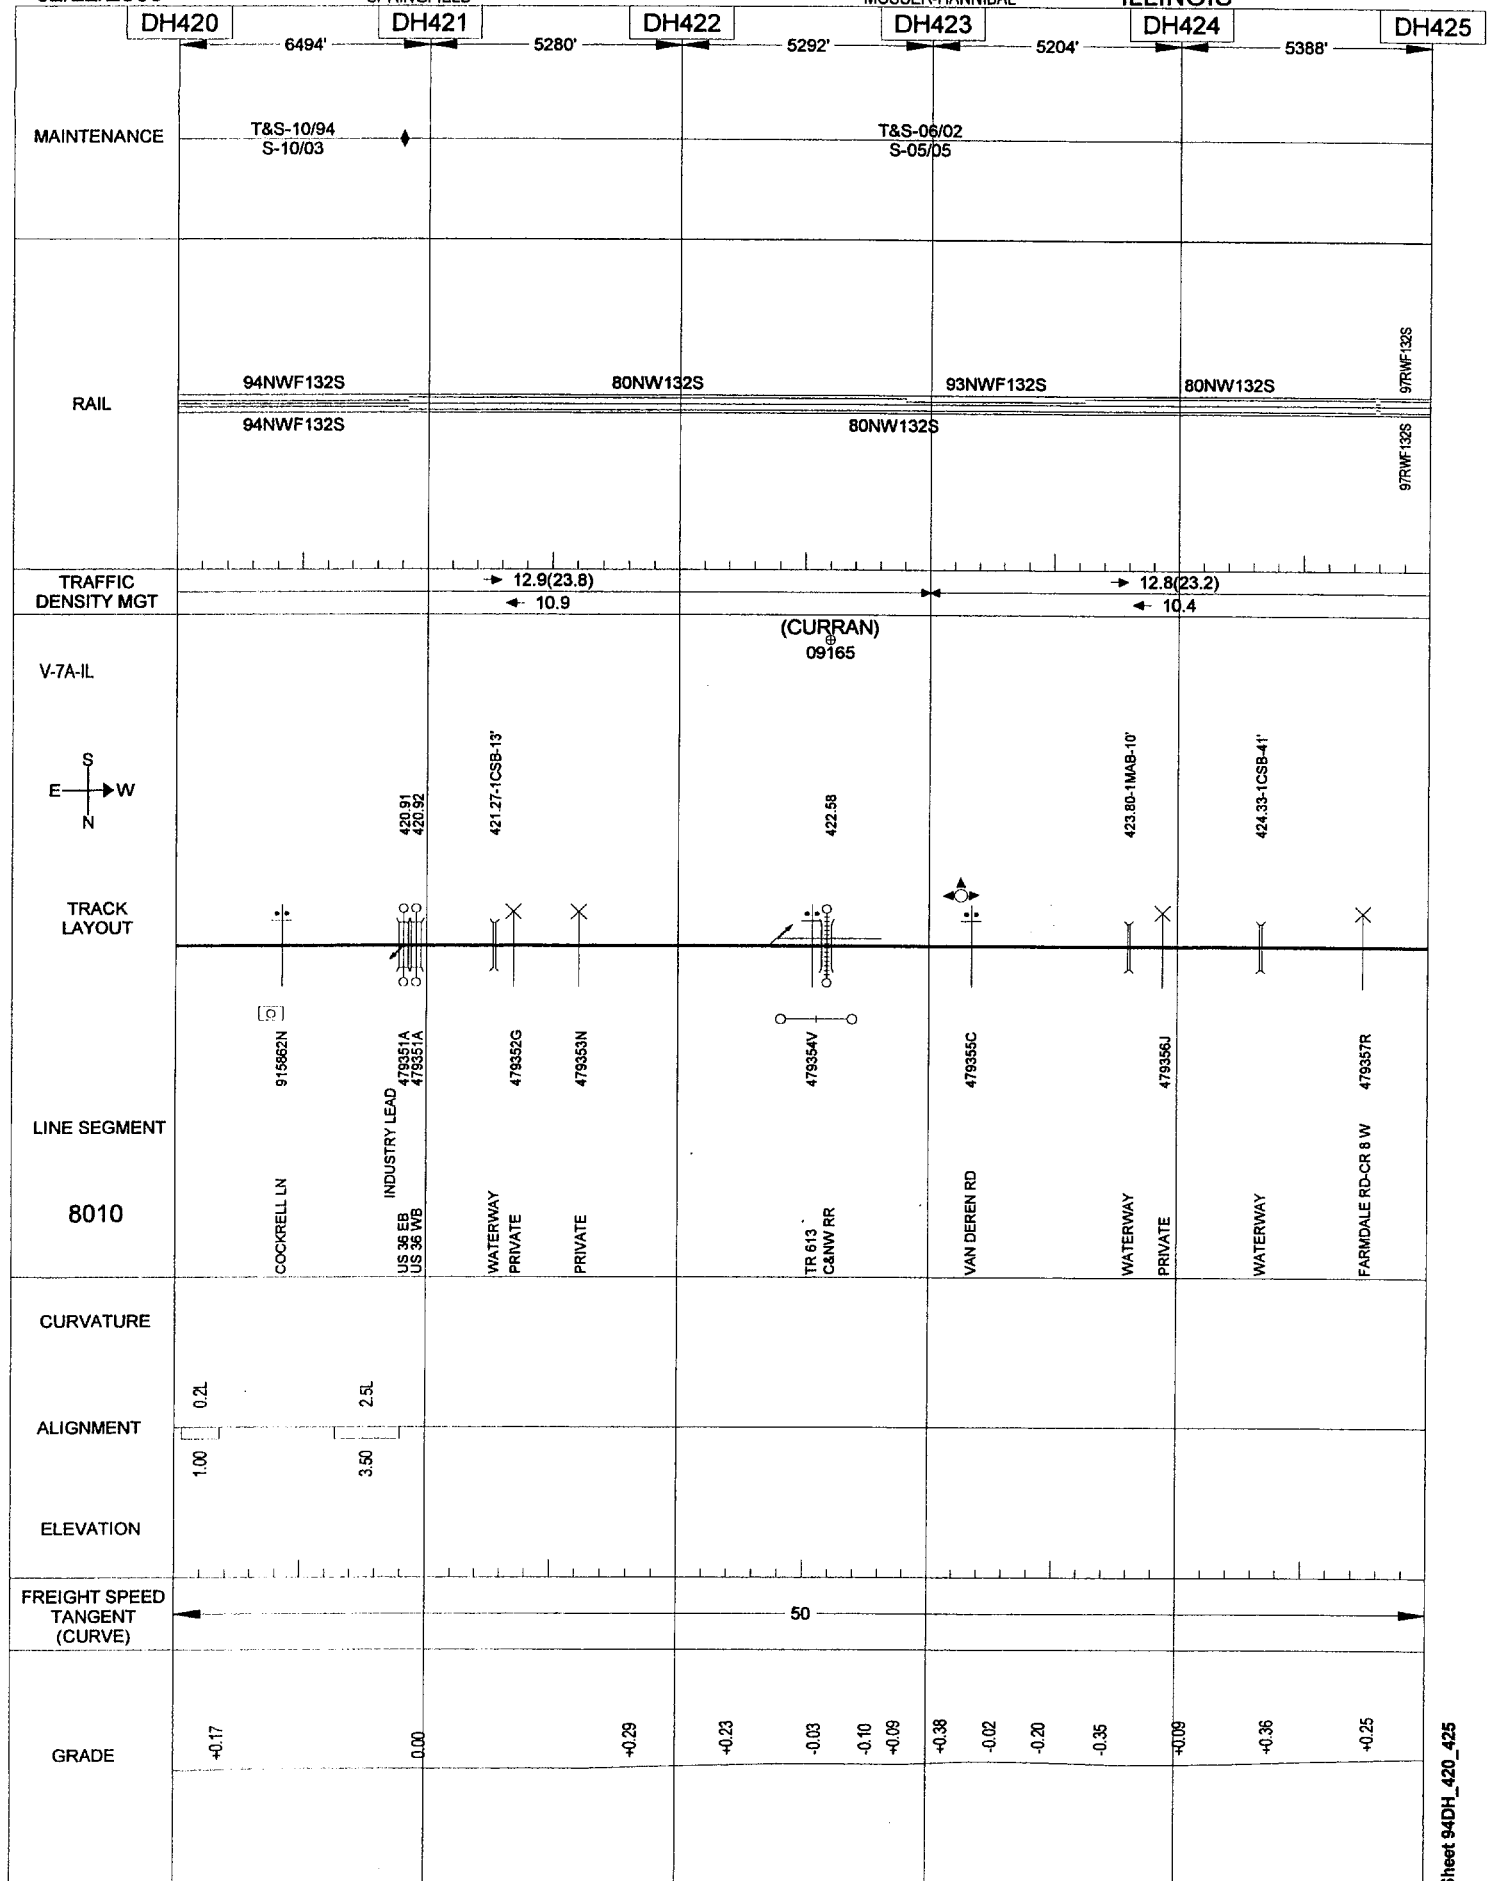 SPRINGFIELD
ILLINOIS
DH420
DH421
DH422
DH423
DH424
DH425
6494'
5280'
5292'
5204'
5388'
MAINTENANCE
T&S-10/94
S-10/03
T&S-06/02
S-05/05
RAIL
94NWF132S
80NW132S
93NWF132S
80NW132S
97RWF132S
94NWF132S
80NW132S
97RWF132S
TRAFFIC
DENSITY MGT
12.9(23.8)
10.9
12.8(23.2)
10.4
(CURRAN)
09165
V-7A-IL
S
E
W
N
420.91
420.92
421.27-1CSB-13'
422.58
423.80-1MAB-10'
424.33-1CSB-41'
TRACK
LAYOUT
915862N
479351A
479351A
479352G
479353N
479354V
479355C
479356J
479357R
LINE SEGMENT
8010
COCKRELL LN
INDUSTRY LEAD
US 36 EB
US 36 WB
WATERWAY
PRIVATE
PRIVATE
TR 613
C&NW RR
VAN DEREN RD
WATERWAY
PRIVATE
WATERWAY
FARMDALE RD-CR 8 W
CURVATURE
0.2L
2.5L
ALIGNMENT
1.00
3.50
ELEVATION
FREIGHT SPEED
TANGENT
(CURVE)
50
GRADE
+0.17
0.00
+0.29
+0.23
-0.03
-0.10
+0.09
+0.38
-0.02
-0.20
-0.35
+0.09
+0.36
+0.25
Sheet 94DH_420_425